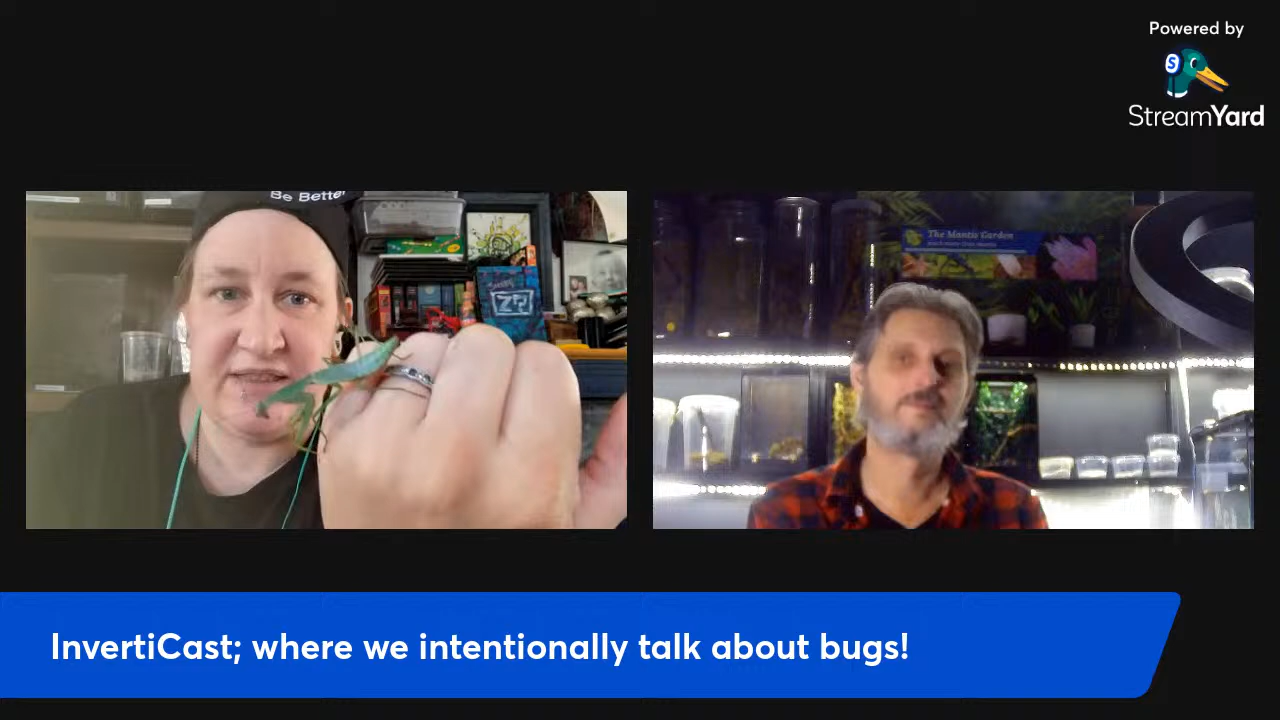 Powered by
S
StreamYard
Be Better
The Mantis Garden
InvertiCast; where we intentionally talk about bugs!